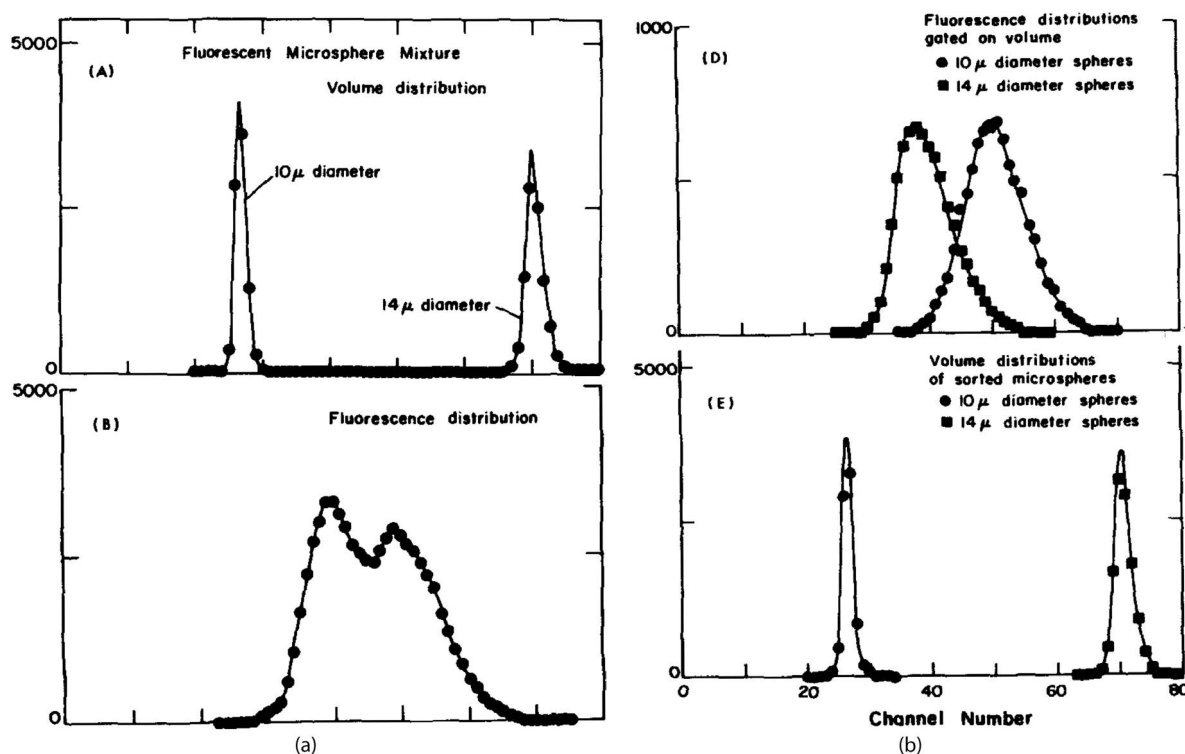 5000
(A)
Fluorescent Microsphere Mixture
Volume distribution
10μ diameter
14μ diameter
0
5000
(B)
Fluorescence distribution
0
(a)
1000
(D)
Fluorescence distributions
gated on volume
● 10μ diameter spheres
■ 14μ diameter spheres
0
5000
(E)
Volume distributions
of sorted microspheres
● 10μ diameter spheres
■ 14μ diameter spheres
0
0 20 40 60 80
Channel Number
(b)